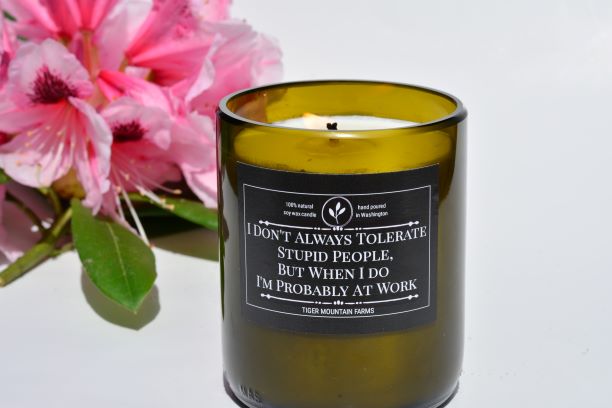 100% natural
soy wax candle
hand poured
in Washington
I DON'T ALWAYS TOLERATE
STUPID PEOPLE,
BUT WHEN I DO
I'M PROBABLY AT WORK
TIGER MOUNTAIN FARMS